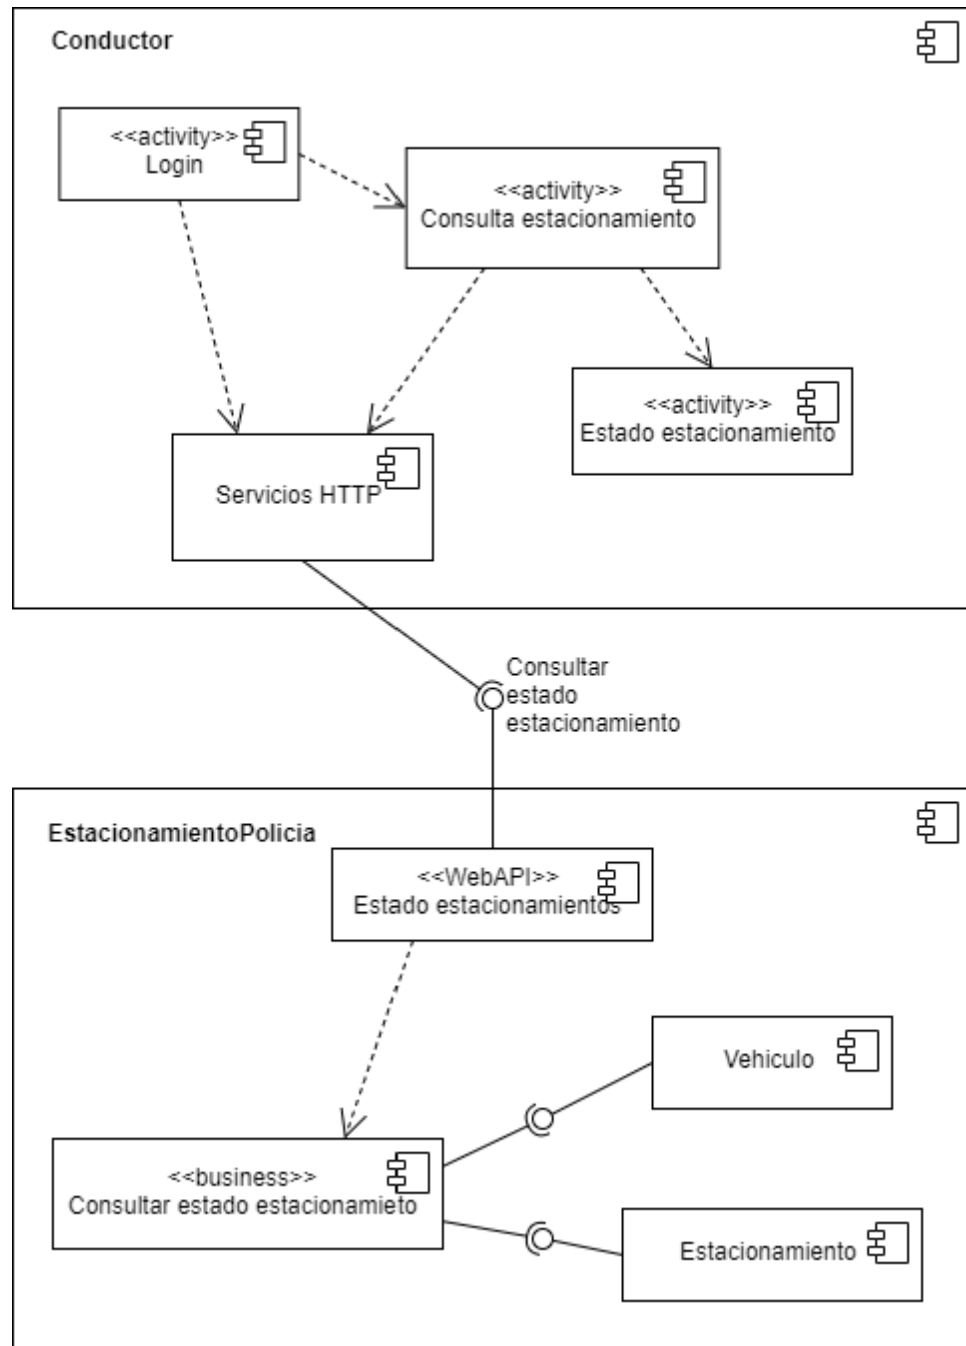 Conductor
<<activity>>
Login
<<activity>>
Consulta estacionamiento
<<activity>>
Estado estacionamiento
Servicios HTTP
Consultar
estado
estacionamiento
EstacionamientoPolicia
<<WebAPI>>
Estado estacionamientos
Vehiculo
<<business>>
Consultar estado estacionamieto
Estacionamiento